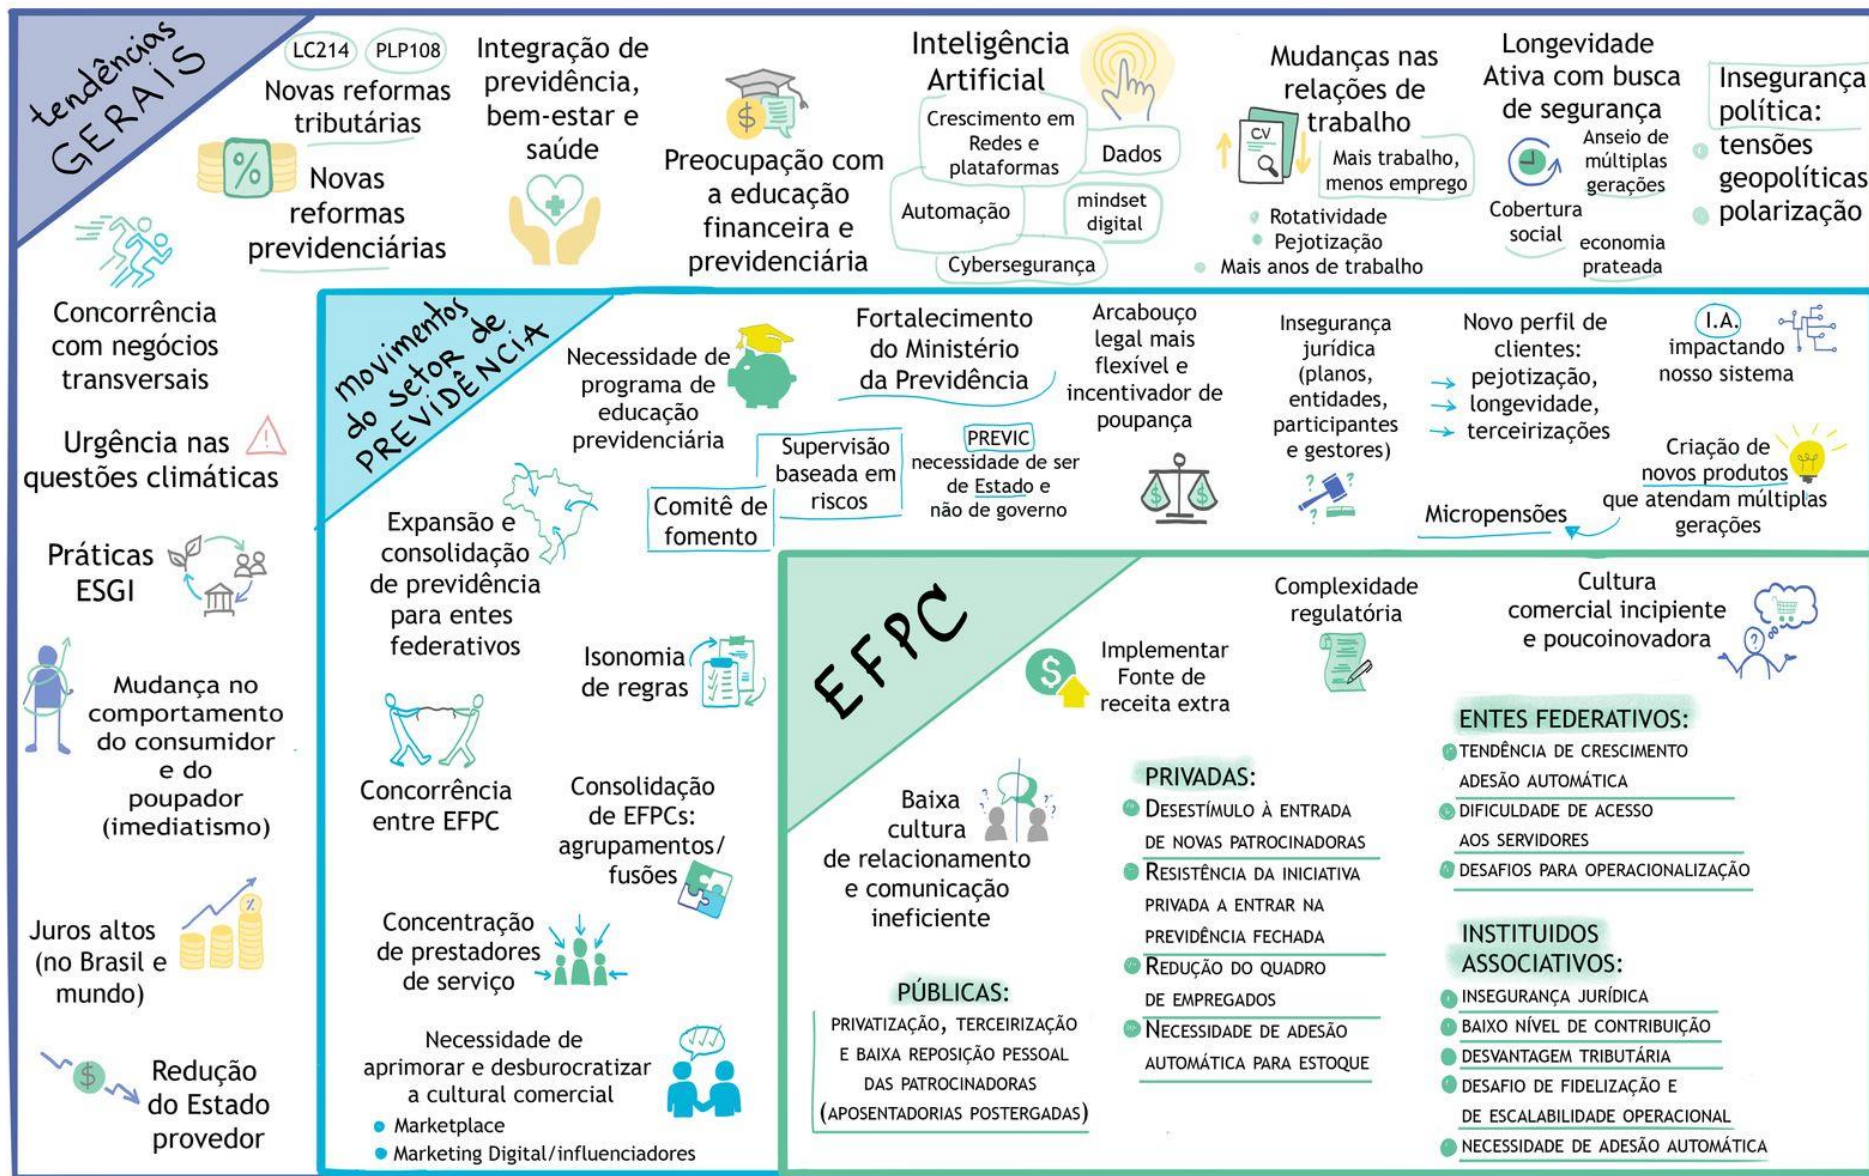 tendências
GERAIS
LC214
PLP108
Novas reformas
tributárias
%
Novas
reformas
previdenciárias
Integração de
previdência,
bem-estar e
saúde
$
Preocupação com
a educação
financeira e
previdenciária
Inteligência
Artificial
Crescimento em
Redes e
plataformas
Dados
Automação
mindset
digital
Cybersegurança
Mudanças nas
relações de
trabalho
CV
Mais trabalho,
menos emprego
Rotatividade
Pejotização
Mais anos de trabalho
Longevidade
Ativa com busca
de segurança
Anseio de
múltiplas
gerações
Cobertura
social
economia
prateada
Insegurança
política:
tensões
geopolíticas
polarização
Concorrência
com negócios
transversais
Urgência nas
questões climáticas
!
Práticas
ESGI
Mudança no
comportamento
do consumidor
e do
poupador
(imediatismo)
Juros altos
(no Brasil e
mundo)
%
$
Redução
do Estado
provedor
movimentos
do setor de
PREVIDÊNCIA
Necessidade de
programa de
educação
previdenciária
Fortalecimento
do Ministério
da Previdência
Comitê de
fomento
Supervisão
baseada em
riscos
PREVIC
necessidade de ser
de Estado e
não de governo
Arcabouço
legal mais
flexível e
incentivador de
poupança
$ $
Insegurança
jurídica
(planos,
entidades,
participantes
e gestores)
? ?
?
Novo perfil de
clientes:
pejotização,
longevidade,
terceirizações
I.A.
impactando
nosso sistema
Criação de
novos produtos
que atendam múltiplas
gerações
Micropensões
Expansão e
consolidação
de previdência
para entes
federativos
Isonomia
de regras
Concorrência
entre EFPC
Consolidação
de EFPCs:
agrupamentos/
fusões
Concentração
de prestadores
de serviço
Necessidade de
aprimorar e desburocratizar
a cultural comercial
Marketplace
Marketing Digital/influenciadores
EFPC
$
Implementar
Fonte de
receita extra
Complexidade
regulatória
Cultura
comercial incipiente
e poucoinovadora
?
Baixa
cultura
de relacionamento
e comunicação
ineficiente
PÚBLICAS:
PRIVATIZAÇÃO, TERCEIRIZAÇÃO
E BAIXA REPOSIÇÃO PESSOAL
DAS PATROCINADORAS
(APOSENTADORIAS POSTERGADAS)
PRIVADAS:
DESESTÍMULO À ENTRADA
DE NOVAS PATROCINADORAS
RESISTÊNCIA DA INICIATIVA
PRIVADA A ENTRAR NA
PREVIDÊNCIA FECHADA
REDUÇÃO DO QUADRO
DE EMPREGADOS
NECESSIDADE DE ADESÃO
AUTOMÁTICA PARA ESTOQUE
ENTES FEDERATIVOS:
TENDÊNCIA DE CRESCIMENTO
ADESÃO AUTOMÁTICA
DIFICULDADE DE ACESSO
AOS SERVIDORES
DESAFIOS PARA OPERACIONALIZAÇÃO
INSTITUIDOS
ASSOCIATIVOS:
INSEGURANÇA JURÍDICA
BAIXO NÍVEL DE CONTRIBUIÇÃO
DESVANTAGEM TRIBUTÁRIA
DESAFIO DE FIDELIZAÇÃO E
DE ESCALABILIDADE OPERACIONAL
NECESSIDADE DE ADESÃO AUTOMÁTICA